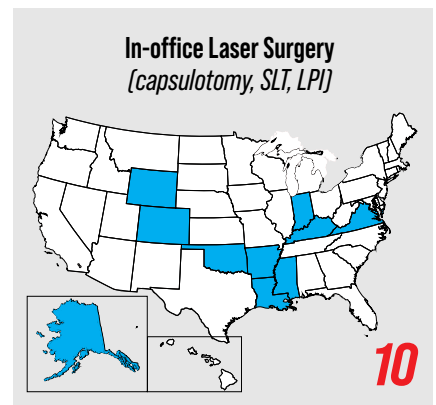 In-office Laser Surgery
(capsulotomy, SLT, LPI)
10